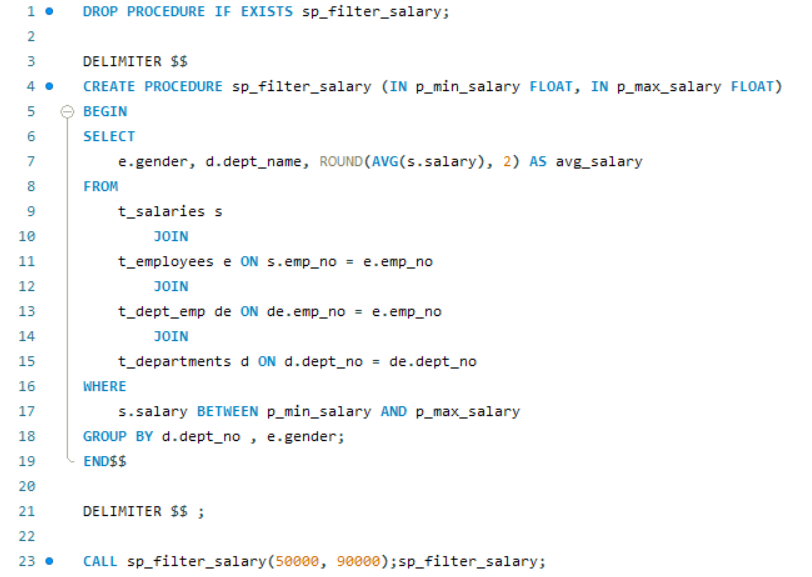 1 DROP PROCEDURE IF EXISTS sp_filter_salary;
2
3 DELIMITER $$
4 CREATE PROCEDURE sp_filter_salary (IN p_min_salary FLOAT, IN p_max_salary FLOAT)
5 BEGIN
6 SELECT
7     e.gender, d.dept_name, ROUND(AVG(s.salary), 2) AS avg_salary
8 FROM
9     t_salaries s
10         JOIN
11     t_employees e ON s.emp_no = e.emp_no
12         JOIN
13     t_dept_emp de ON de.emp_no = e.emp_no
14         JOIN
15     t_departments d ON d.dept_no = de.dept_no
16 WHERE
17     s.salary BETWEEN p_min_salary AND p_max_salary
18 GROUP BY d.dept_no , e.gender;
19 END$$
20
21 DELIMITER $$ ;
22
23 CALL sp_filter_salary(50000, 90000);sp_filter_salary;